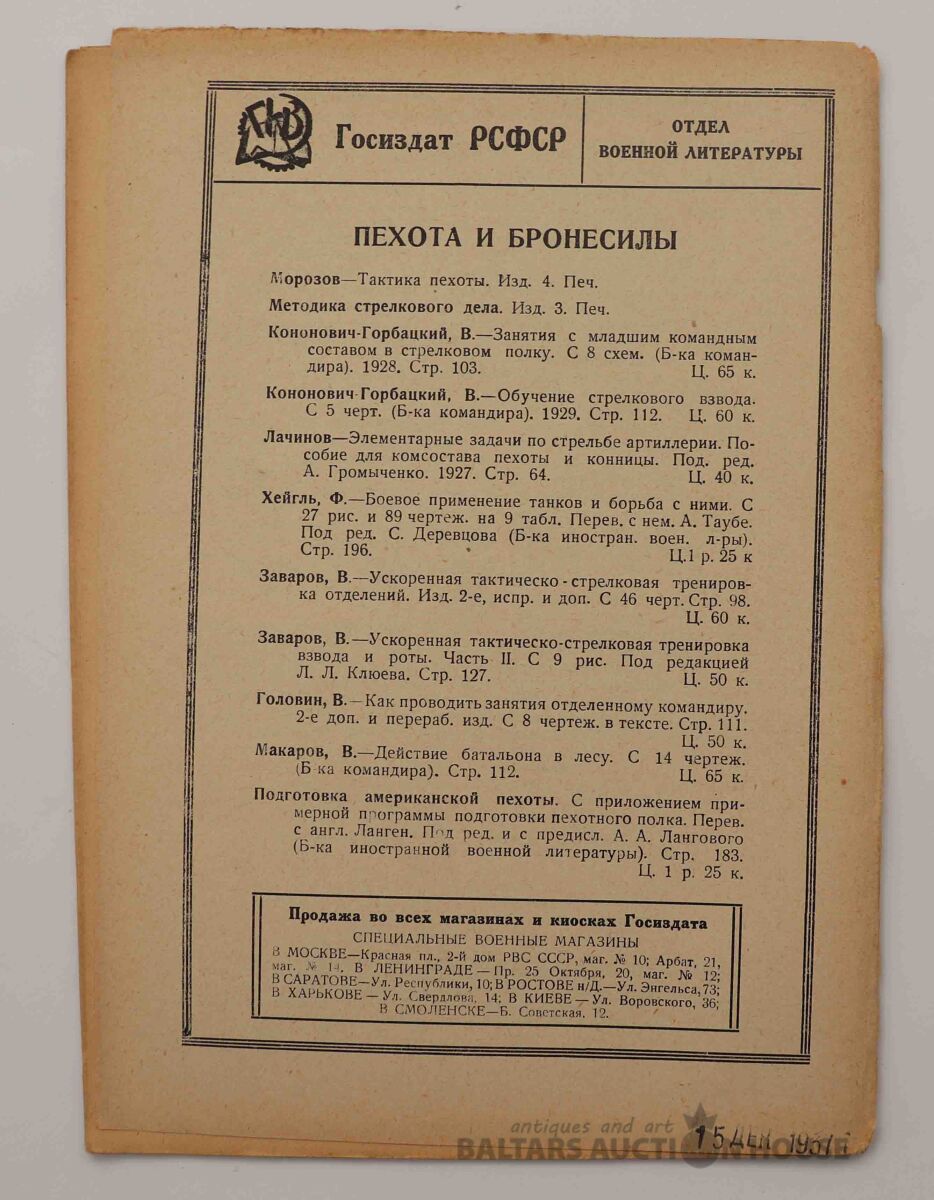 Госиздат РСФСР
ОТДЕЛ
ВОЕННОЙ ЛИТЕРАТУРЫ
ПЕХОТА И БРОНЕСИЛЫ
Морозов—Тактика пехоты. Изд. 4. Печ.
Методика стрелкового дела. Изд. 3. Печ.
Кононович-Горбацкий, В.—Занятия с младшим командным
составом в стрелковом полку. С 8 схем. (Б-ка коман-
дира). 1928. Стр. 103. Ц. 65 к.
Кононович-Горбацкий, В.—Обучение стрелкового взвода.
С 5 черт. (Б-ка командира). 1929. Стр. 112. Ц. 60 к.
Лачинов—Элементарные задачи по стрельбе артиллерии. По-
собие для комсостава пехоты и конницы. Под. ред.
А. Громыченко. 1927. Стр. 64. Ц. 40 к.
Хейгль, Ф.—Боевое применение танков и борьба с ними. С
27 рис. и 89 чертеж. на 9 табл. Перев. с нем. А. Таубе.
Под ред. С. Деревцова (Б-ка иностран. воен. л-ры).
Стр. 196. Ц. 1 р. 25 к
Заваров, В.—Ускоренная тактическо-стрелковая трениров-
ка отделений. Изд. 2-е, испр. и доп. С 46 черт. Стр. 98.
Ц. 60 к.
Заваров, В.—Ускоренная тактическо-стрелковая тренировка
взвода и роты. Часть II. С 9 рис. Под редакцией
Л. Л. Клюева. Стр. 127. Ц. 50 к.
Головин, В.—Как проводить занятия отделенному командиру.
2-е доп. и перераб. изд. С 8 чертеж. в тексте. Стр. 111.
Ц. 50 к.
Макаров, В.—Действие батальона в лесу. С 14 чертеж.
(Б-ка командира). Стр. 112. Ц. 65 к.
Подготовка американской пехоты. С приложением при-
мерной программы подготовки пехотного полка. Перев.
с англ. Ланген. Под ред. и с предисл. А. А. Лангового
(Б-ка иностранной военной литературы). Стр. 183.
Ц. 1 р. 25 к.
Продажа во всех магазинах и киосках Госиздата
СПЕЦИАЛЬНЫЕ ВОЕННЫЕ МАГАЗИНЫ
В МОСКВЕ—Красная пл., 2-й дом РВС СССР, маг. № 10; Арбат, 21,
маг. № 14. В ЛЕНИНГРАДЕ—Пр. 25 Октября, 20, маг. № 12;
В САРАТОВЕ—Ул. Республики, 10; В РОСТОВЕ н/Д.—Ул. Энгельса, 73;
В ХАРЬКОВЕ—Ул. Свердлова, 14; В КИЕВЕ—Ул. Воровского, 36;
В СМОЛЕНСКЕ—Б. Советская, 12.
antiques and art
BALTARS AUCTION HOUSE
15 ДЕК